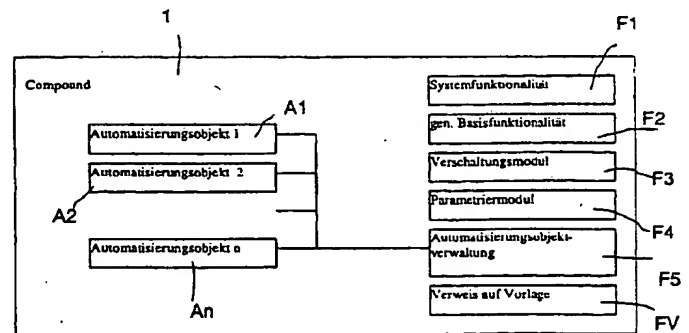 1
F1
Compound
Systemfunktionalität
A1
Automatisierungsobjekt 1
gen. Basisfunktionalität
F2
Automatisierungsobjekt 2
Verschaltungsmodul
F3
A2
Parametriermodul
F4
Automatisierungsobjekt n
Automatisierungsobjekt-
verwaltung
F5
An
Verweis auf Vorlage
FV